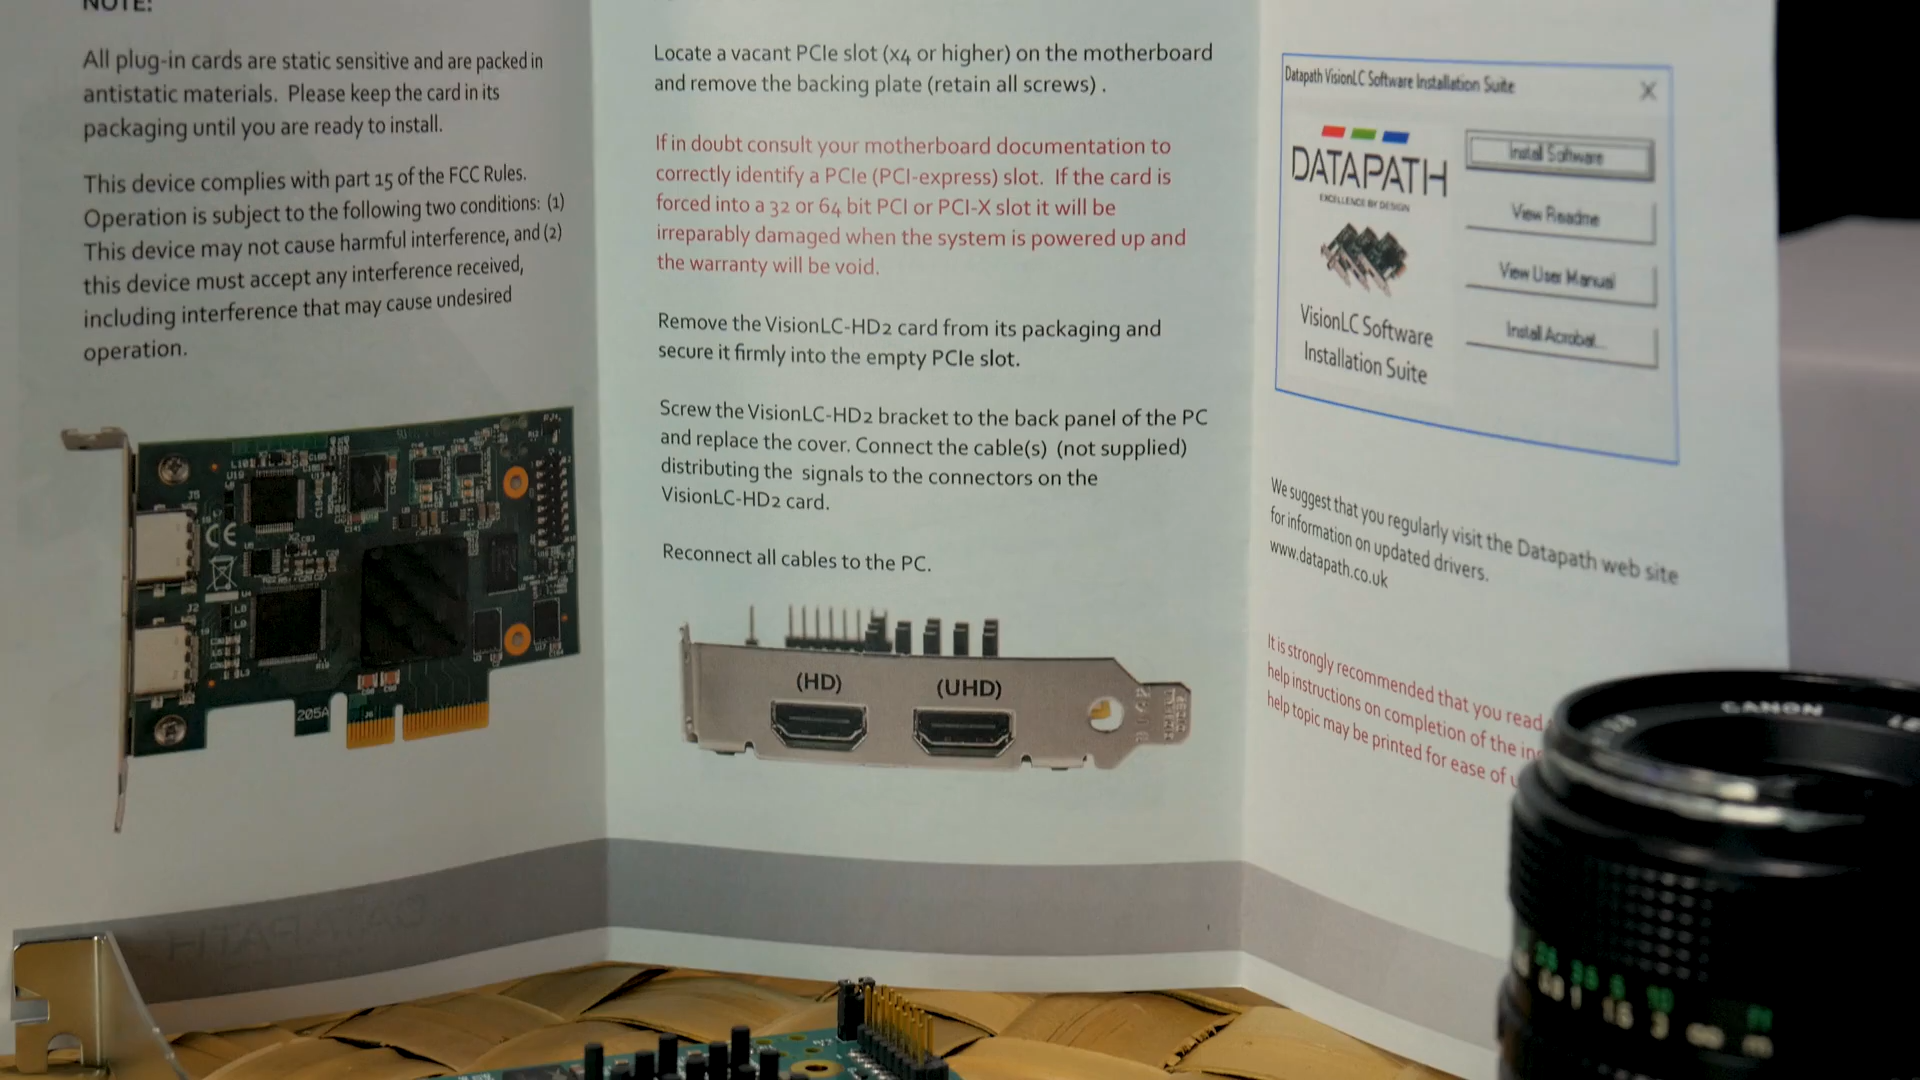 NOTE:
All plug-in cards are static sensitive and are packed in
antistatic materials. Please keep the card in its
packaging until you are ready to install.
This device complies with part 15 of the FCC Rules.
Operation is subject to the following two conditions: (1)
This device may not cause harmful interference, and (2)
this device must accept any interference received,
including interference that may cause undesired
operation.
205A
Locate a vacant PCIe slot (x4 or higher) on the motherboard
and remove the backing plate (retain all screws) .
If in doubt consult your motherboard documentation to
correctly identify a PCIe (PCI-express) slot. If the card is
forced into a 32 or 64 bit PCI or PCI-X slot it will be
irreparably damaged when the system is powered up and
the warranty will be void.
Remove the VisionLC-HD2 card from its packaging and
secure it firmly into the empty PCIe slot.
Screw the VisionLC-HD2 bracket to the back panel of the PC
and replace the cover. Connect the cable(s) (not supplied)
distributing the signals to the connectors on the
VisionLC-HD2 card.
Reconnect all cables to the PC.
(HD) (UHD)
Datapath VisionLC Software Installation Suite
DATAPATH
EXCELLENCE BY DESIGN
VisionLC Software
Installation Suite
Install Software
View Readme
View User Manual
Install Acrobat...
We suggest that you regularly visit the Datapath web site
for information on updated drivers.
www.datapath.co.uk
It is strongly recommended that you read
help instructions on completion of the
help topic may be printed for ease of
CANON